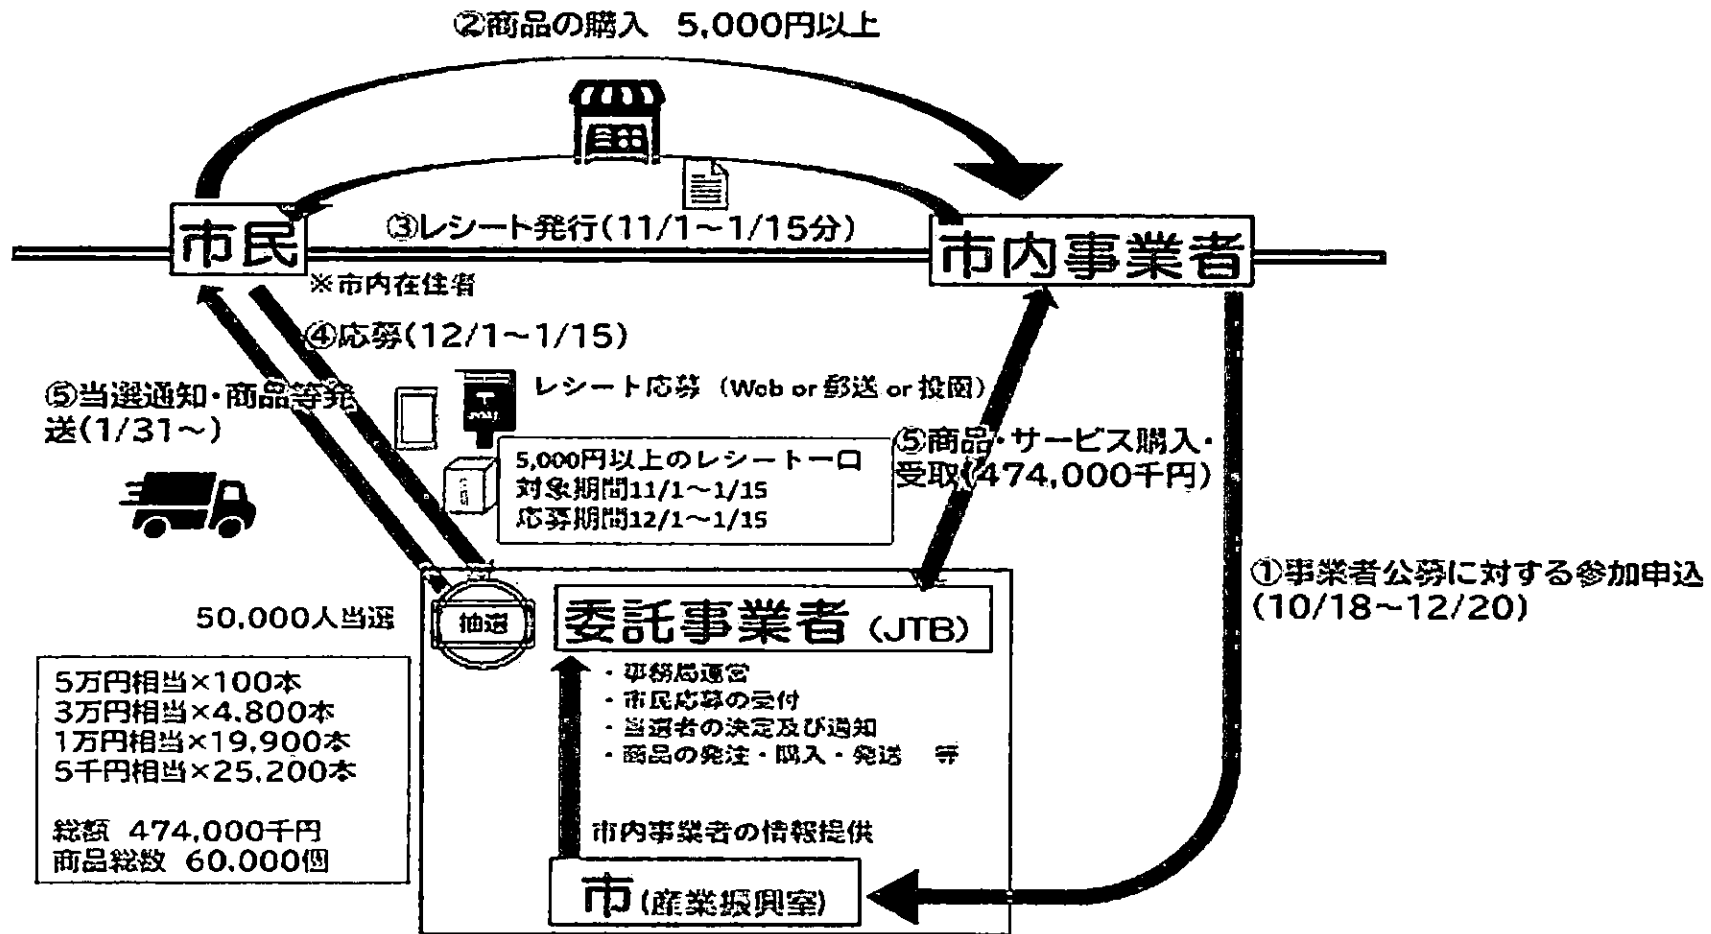 ②商品の購入 5,000円以上
③レシート発行(11/1～1/15分)
市民
市内事業者
※市内在住者
④応募(12/1～1/15)
⑤当選通知・商品等発
送(1/31～)
レシート応募 (Web or 郵送 or 投函)
5,000円以上のレシート一口
対象期間11/1～1/15
応募期間12/1～1/15
⑤商品・サービス購入・
受取(474,000千円)
①事業者公募に対する参加申込
(10/18～12/20)
50,000人当選
抽選
委託事業者 (JTB)
・事務局運営
・市民応募の受付
・当選者の決定及び通知
・商品の発注・購入・発送 等
5万円相当×100本
3万円相当×4,800本
1万円相当×19,900本
5千円相当×25,200本
総額 474,000千円
商品総数 60,000個
市内事業者の情報提供
市(産業振興室)